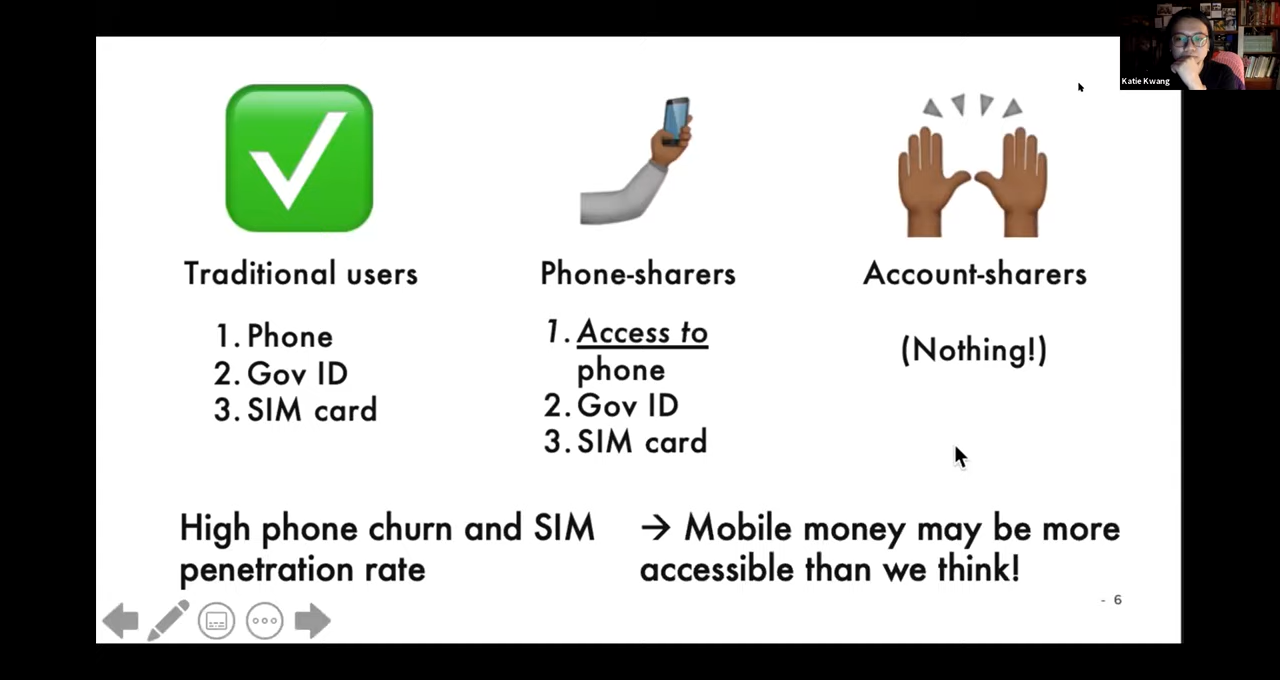 Katie Kwang
Traditional users
1. Phone
2. Gov ID
3. SIM card
Phone-sharers
1. Access to
phone
2. Gov ID
3. SIM card
Account-sharers
(Nothing!)
High phone churn and SIM
penetration rate
→ Mobile money may be more
accessible than we think!
- 6